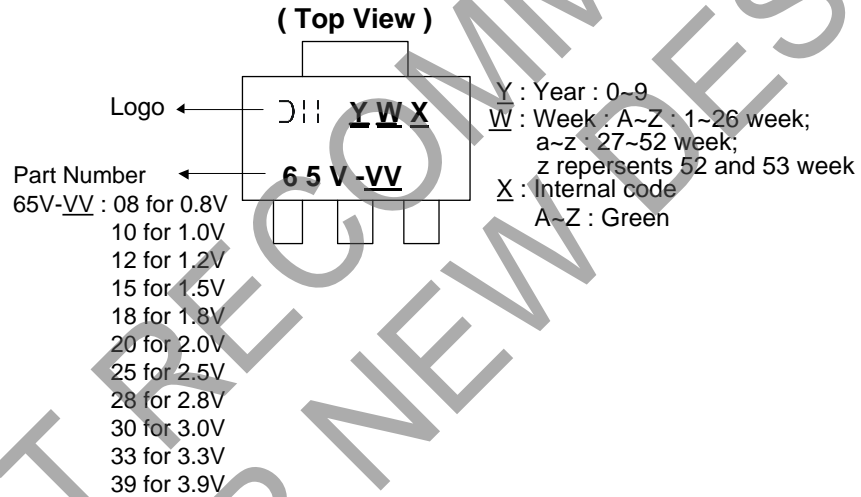 ( Top View )
Logo
Y W X
Part Number
6 5 V -VV
65V-VV : 08 for 0.8V
10 for 1.0V
12 for 1.2V
15 for 1.5V
18 for 1.8V
20 for 2.0V
25 for 2.5V
28 for 2.8V
30 for 3.0V
33 for 3.3V
39 for 3.9V
Y : Year : 0~9
W : Week : A~Z : 1~26 week;
a~z : 27~52 week;
z repersents 52 and 53 week
X : Internal code
A~Z : Green
RECOMM
NEW DES